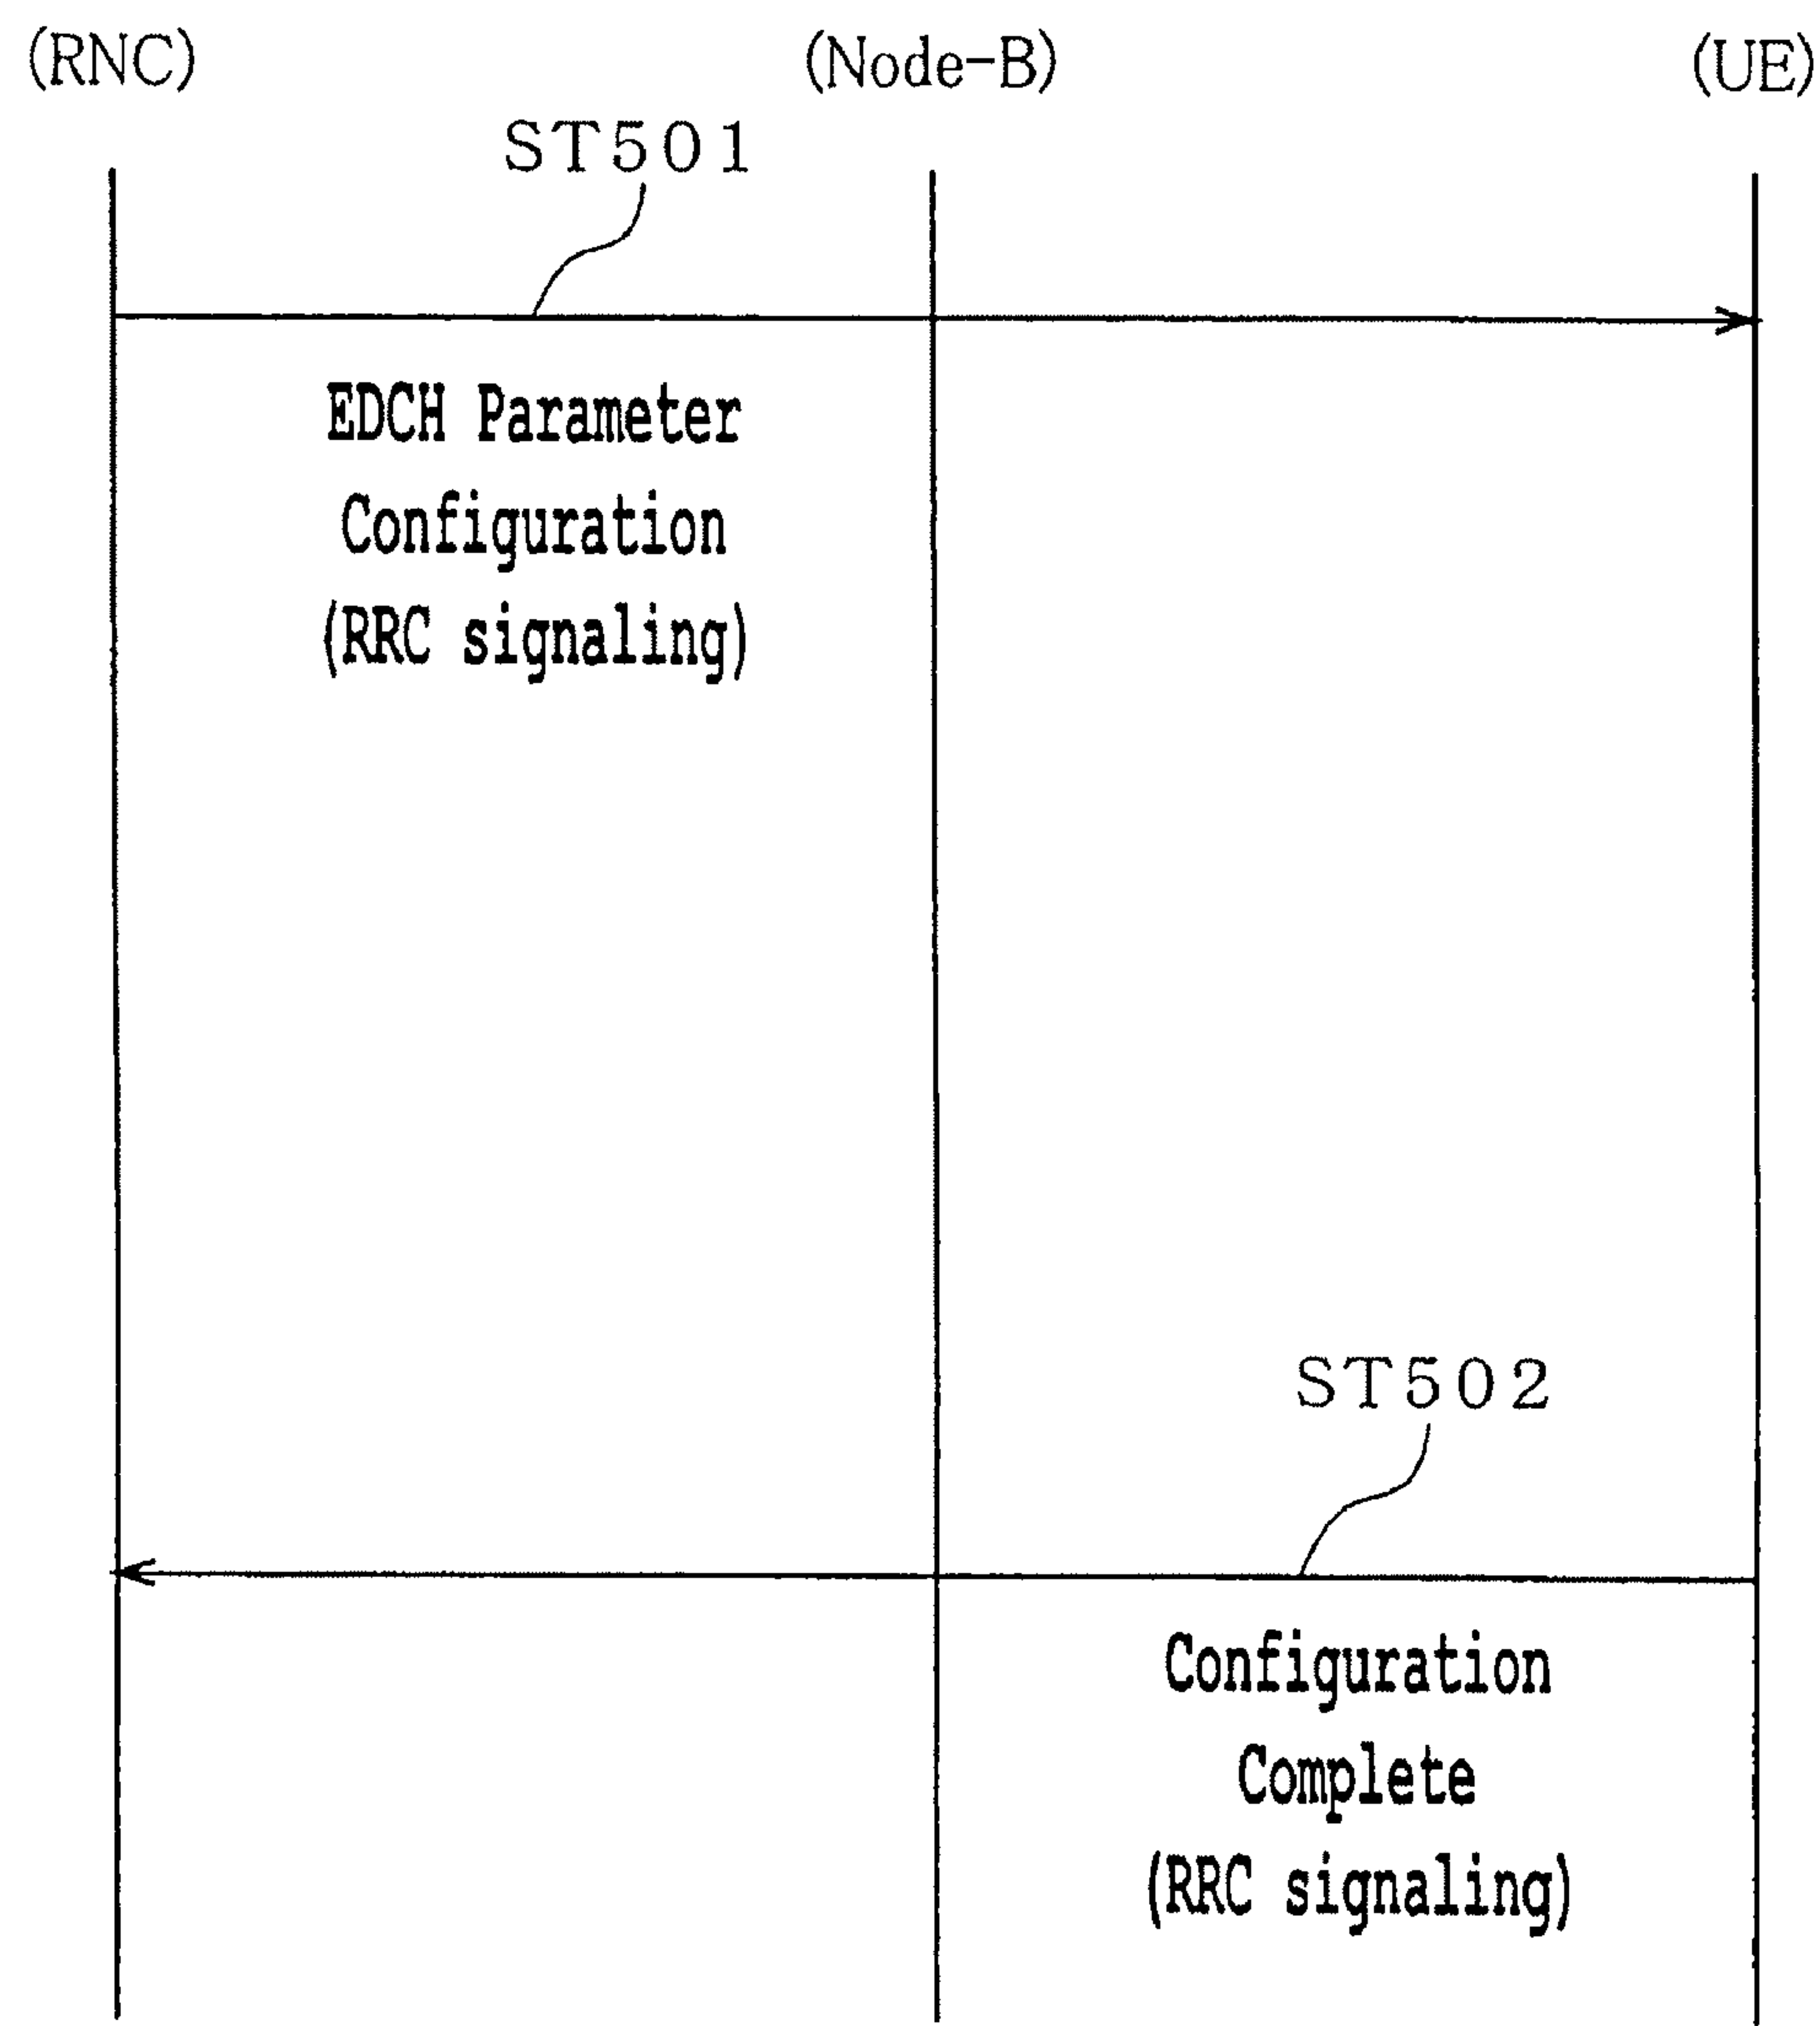 (RNC)
(Node-B)
(UE)
ST501
EDCH Parameter
Configuration
(RRC signaling)
ST502
Configuration
Complete
(RRC signaling)